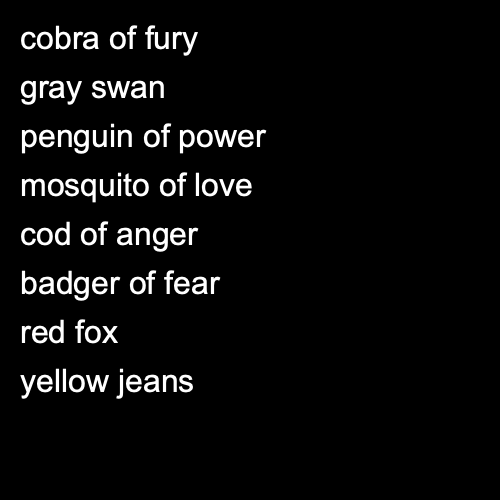 cobra of fury
gray swan
penguin of power
mosquito of love
cod of anger
badger of fear
red fox
yellow jeans